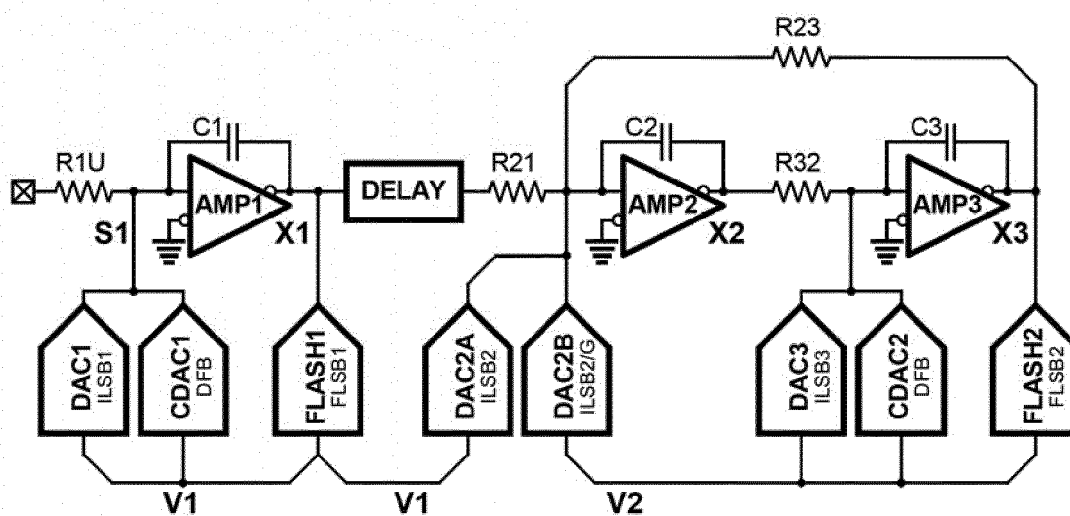 R23
C1
C2
C3
R1U
R21
R32
DELAY
AMP1
AMP2
AMP3
S1
X1
X2
X3
DAC1
ILSB1
CDAC1
DFB
FLASH1
FLSB1
DAC2A
ILSB2
DAC2B
ILSB2/G
DAC3
ILSB3
CDAC2
DFB
FLASH2
FLSB2
V1
V1
V2